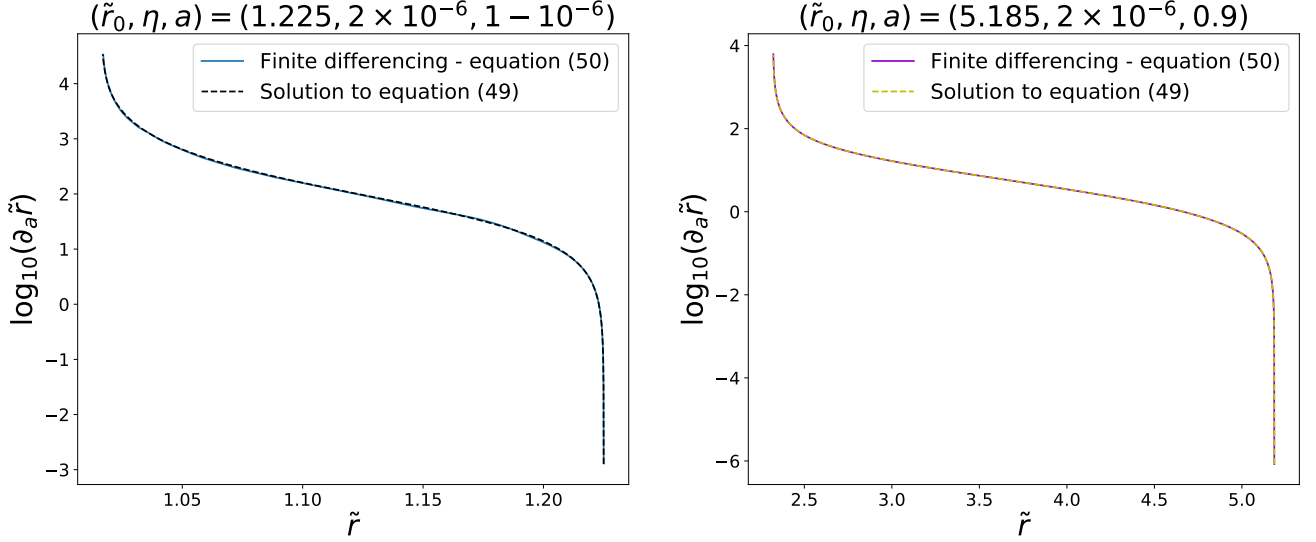 (r̃₀, η, a) = (1.225, 2 × 10⁻⁶, 1 − 10⁻⁶)
Finite differencing - equation (50)
Solution to equation (49)
log₁₀(∂ₐr̃)
4
3
2
1
0
−1
−2
−3
1.05
1.10
1.15
1.20
r̃
(r̃₀, η, a) = (5.185, 2 × 10⁻⁶, 0.9)
Finite differencing - equation (50)
Solution to equation (49)
log₁₀(∂ₐr̃)
4
2
0
−2
−4
−6
2.5
3.0
3.5
4.0
4.5
5.0
r̃